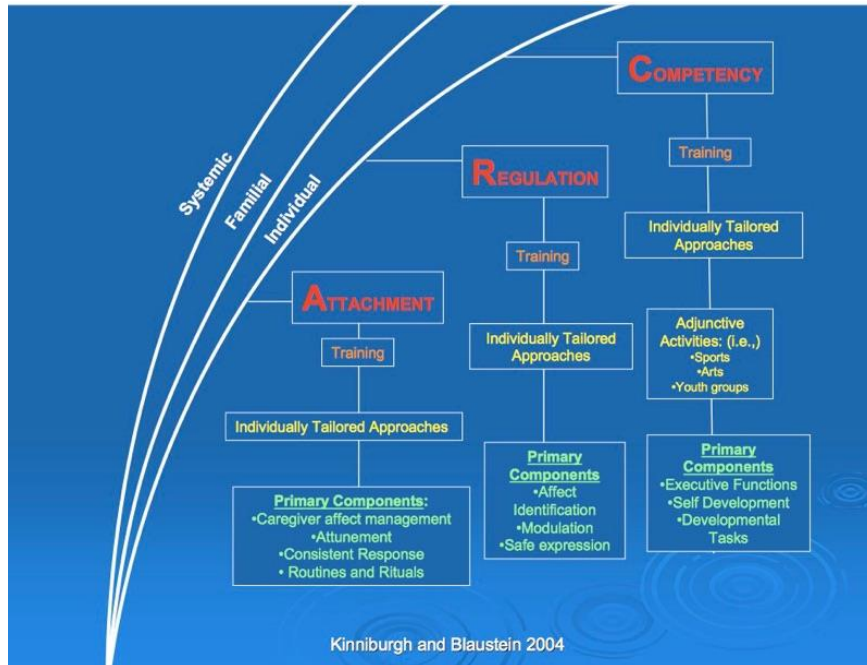 Systemic
Familial
Individual
ATTACHMENT
Training
Individually Tailored Approaches
Primary Components:
•Caregiver affect management
•Attunement
•Consistent Response
• Routines and Rituals
REGULATION
Training
Individually Tailored
Approaches
Primary
Components
•Affect
Identification
•Modulation
•Safe expression
COMPETENCY
Training
Individually Tailored
Approaches
Adjunctive
Activities: (i.e.,)
•Sports
•Arts
•Youth groups
Primary
Components
•Executive Functions
•Self Development
•Developmental
Tasks
Kinniburgh and Blaustein 2004